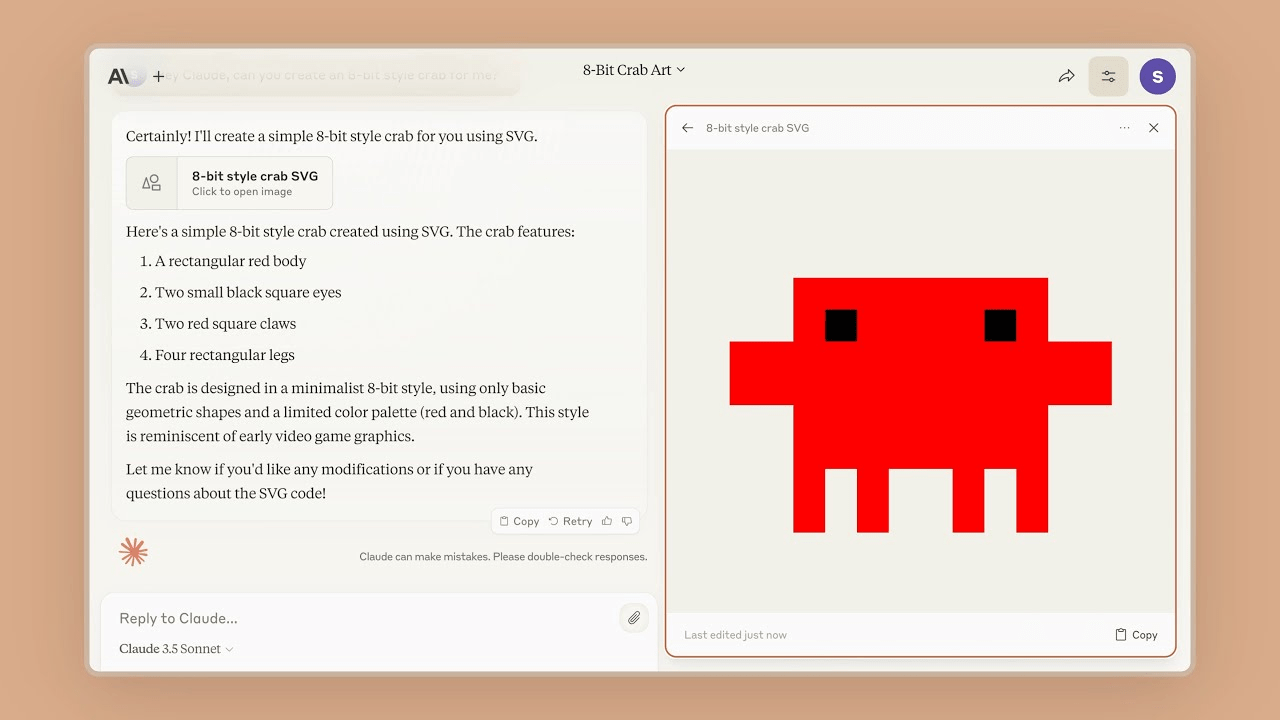 Hey Claude, can you create an 8-bit style crab for me?
8-Bit Crab Art
S
Certainly! I'll create a simple 8-bit style crab for you using SVG.
8-bit style crab SVG
Click to open image
Here's a simple 8-bit style crab created using SVG. The crab features:
1. A rectangular red body
2. Two small black square eyes
3. Two red square claws
4. Four rectangular legs
The crab is designed in a minimalist 8-bit style, using only basic
geometric shapes and a limited color palette (red and black). This style
is reminiscent of early video game graphics.
Let me know if you'd like any modifications or if you have any
questions about the SVG code!
Copy Retry
Claude can make mistakes. Please double-check responses.
Reply to Claude...
Claude 3.5 Sonnet
8-bit style crab SVG
Last edited just now
Copy